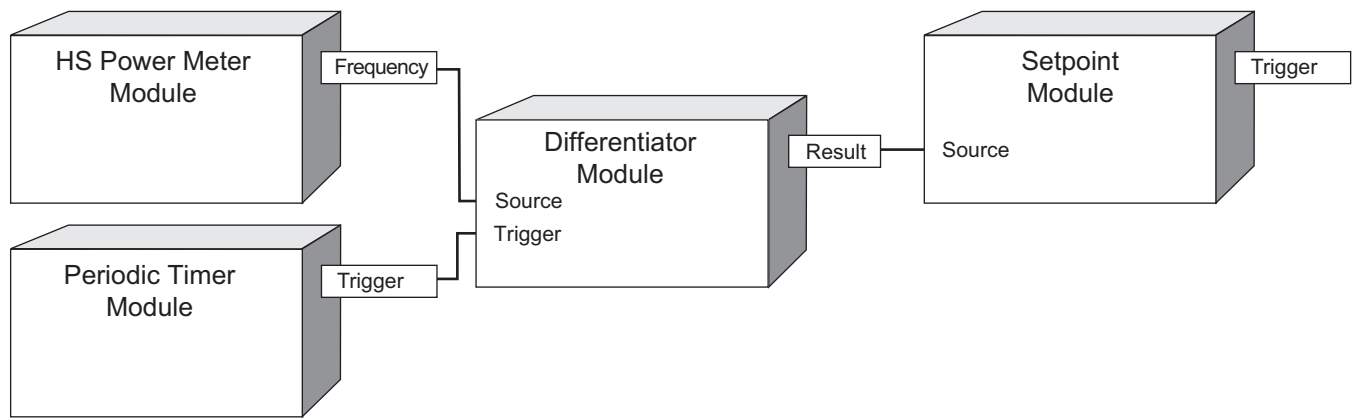 HS Power Meter
Module
Frequency
Periodic Timer
Module
Trigger
Differentiator
Module
Source
Trigger
Result
Setpoint
Module
Source
Trigger